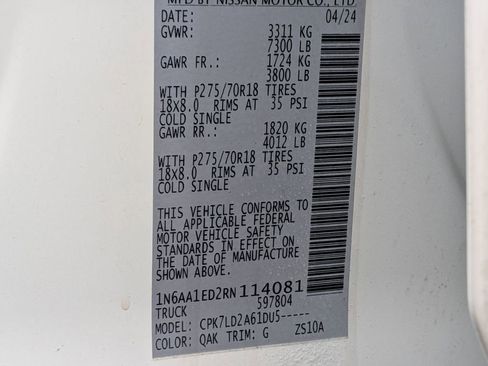 MFD BY NISSAN MOTOR CO., LTD.
DATE: 04/24
GVWR: 3311 KG
7300 LB
GAWR FR.: 1724 KG
3800 LB
WITH P275/70R18 TIRES
18X8.0 RIMS AT 35 PSI
COLD SINGLE
GAWR RR.: 1820 KG
4012 LB
WITH P275/70R18 TIRES
18X8.0 RIMS AT 35 PSI
COLD SINGLE
THIS VEHICLE CONFORMS TO
ALL APPLICABLE FEDERAL
MOTOR VEHICLE SAFETY
STANDARDS IN EFFECT ON
THE DATE OF MANUFACTURE
SHOWN ABOVE.
1N6AA1ED2RN114081
TRUCK 597804
MODEL: CPK7LD2A61DU5-----
COLOR: QAK TRIM: G ZS10A